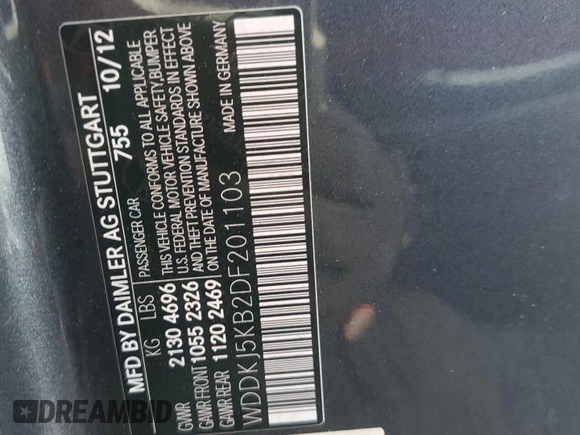 MFD BY DAIMLER AG STUTTGART
755 10/12
PASSENGER CAR
KG LBS
GVWR 2130 4696
GAWR FRONT 1055 2326
GAWR REAR 1120 2469
THIS VEHICLE CONFORMS TO ALL APPLICABLE
U.S. FEDERAL MOTOR VEHICLE SAFETY, BUMPER
AND THEFT PREVENTION STANDARDS IN EFFECT
ON DATE OF MANUFACTURE SHOWN ABOVE
MADE IN GERMANY
WDDKJ5KB2DF201103
DREAMBID